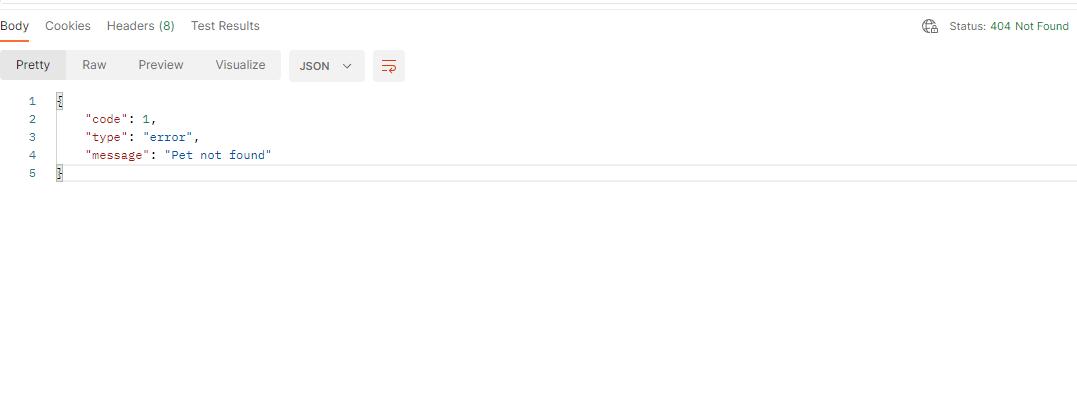 Body Cookies Headers (8) Test Results Status: 404 Not Found
Pretty Raw Preview Visualize JSON
1 {
2 "code": 1,
3 "type": "error",
4 "message": "Pet not found"
5 }